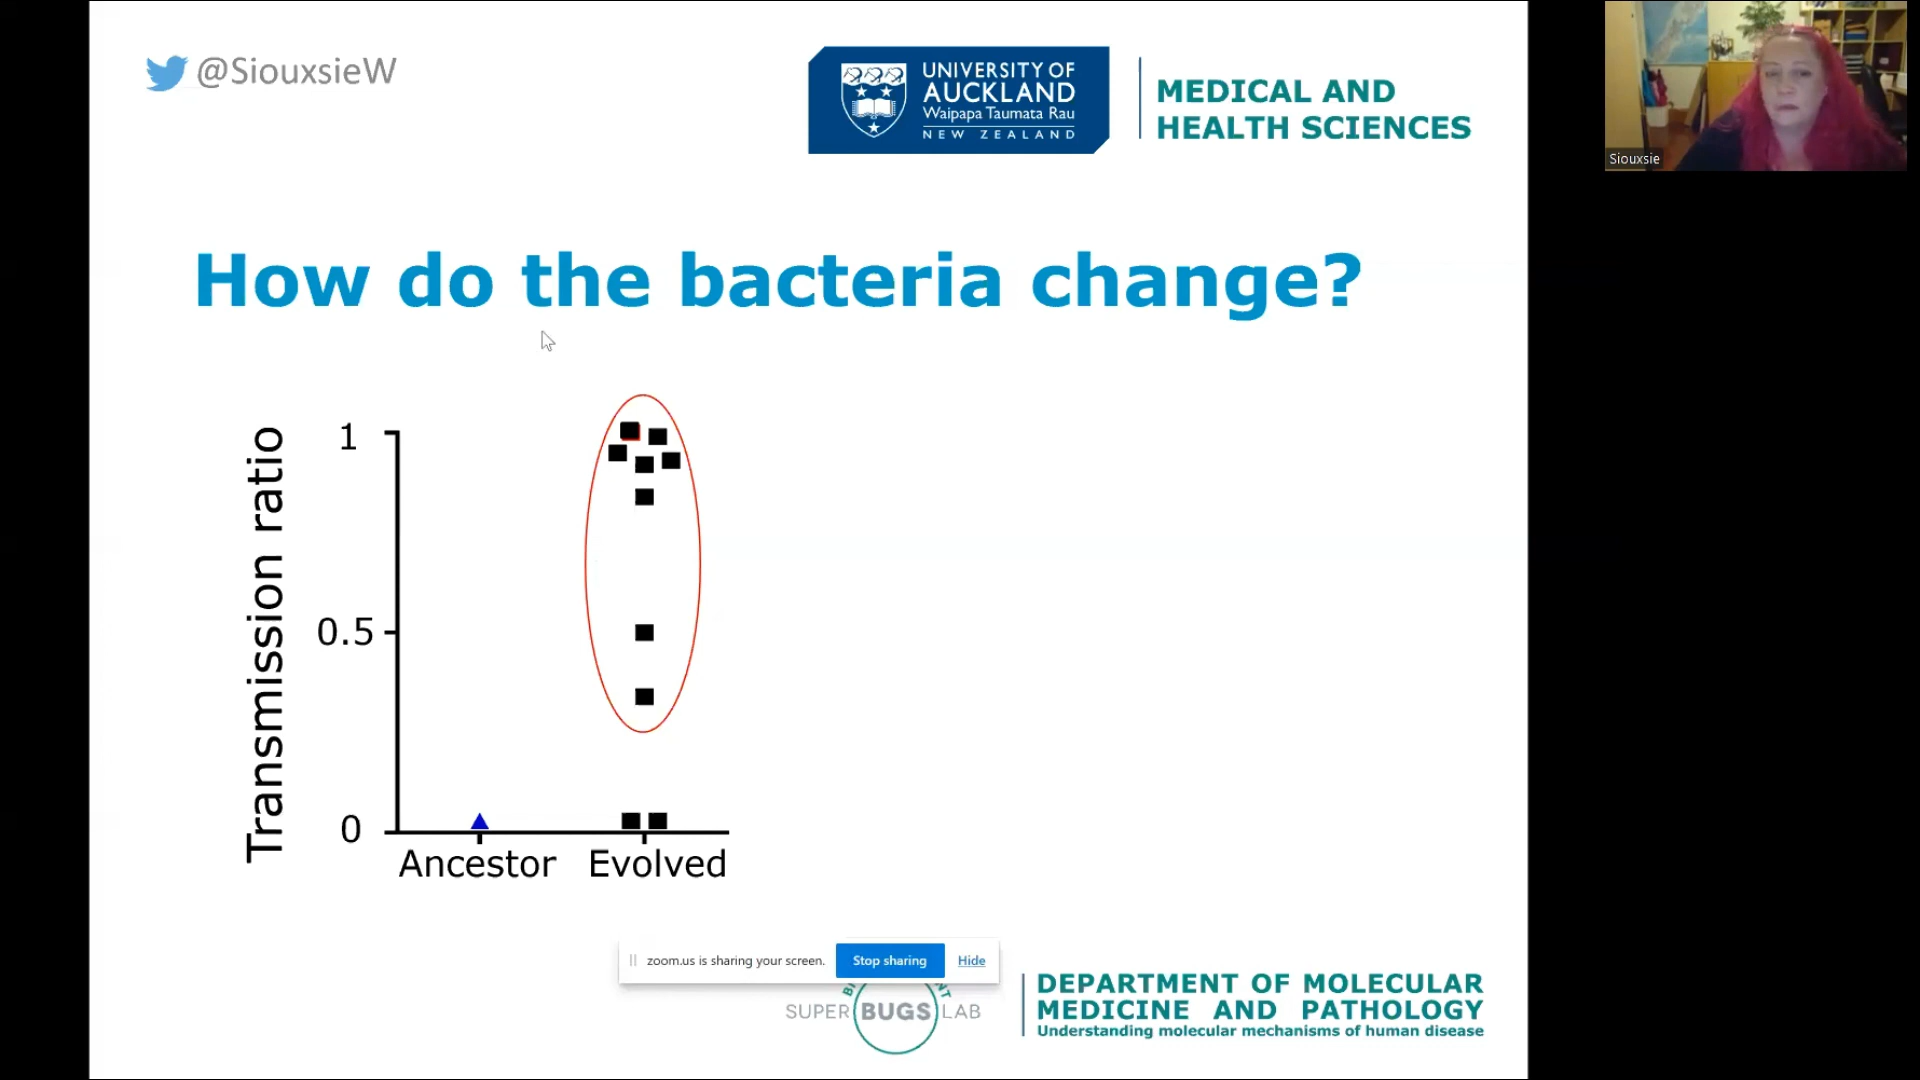 @SiouxsieW
UNIVERSITY OF
AUCKLAND
Waipapa Taumata Rau
NEW ZEALAND
MEDICAL AND
HEALTH SCIENCES
Siouxsie
How do the bacteria change?
Transmission ratio
1
0.5
0
Ancestor Evolved
zoom.us is sharing your screen. Stop sharing Hide
SUPER BUGS LAB
DEPARTMENT OF MOLECULAR
MEDICINE AND PATHOLOGY
Understanding molecular mechanisms of human disease